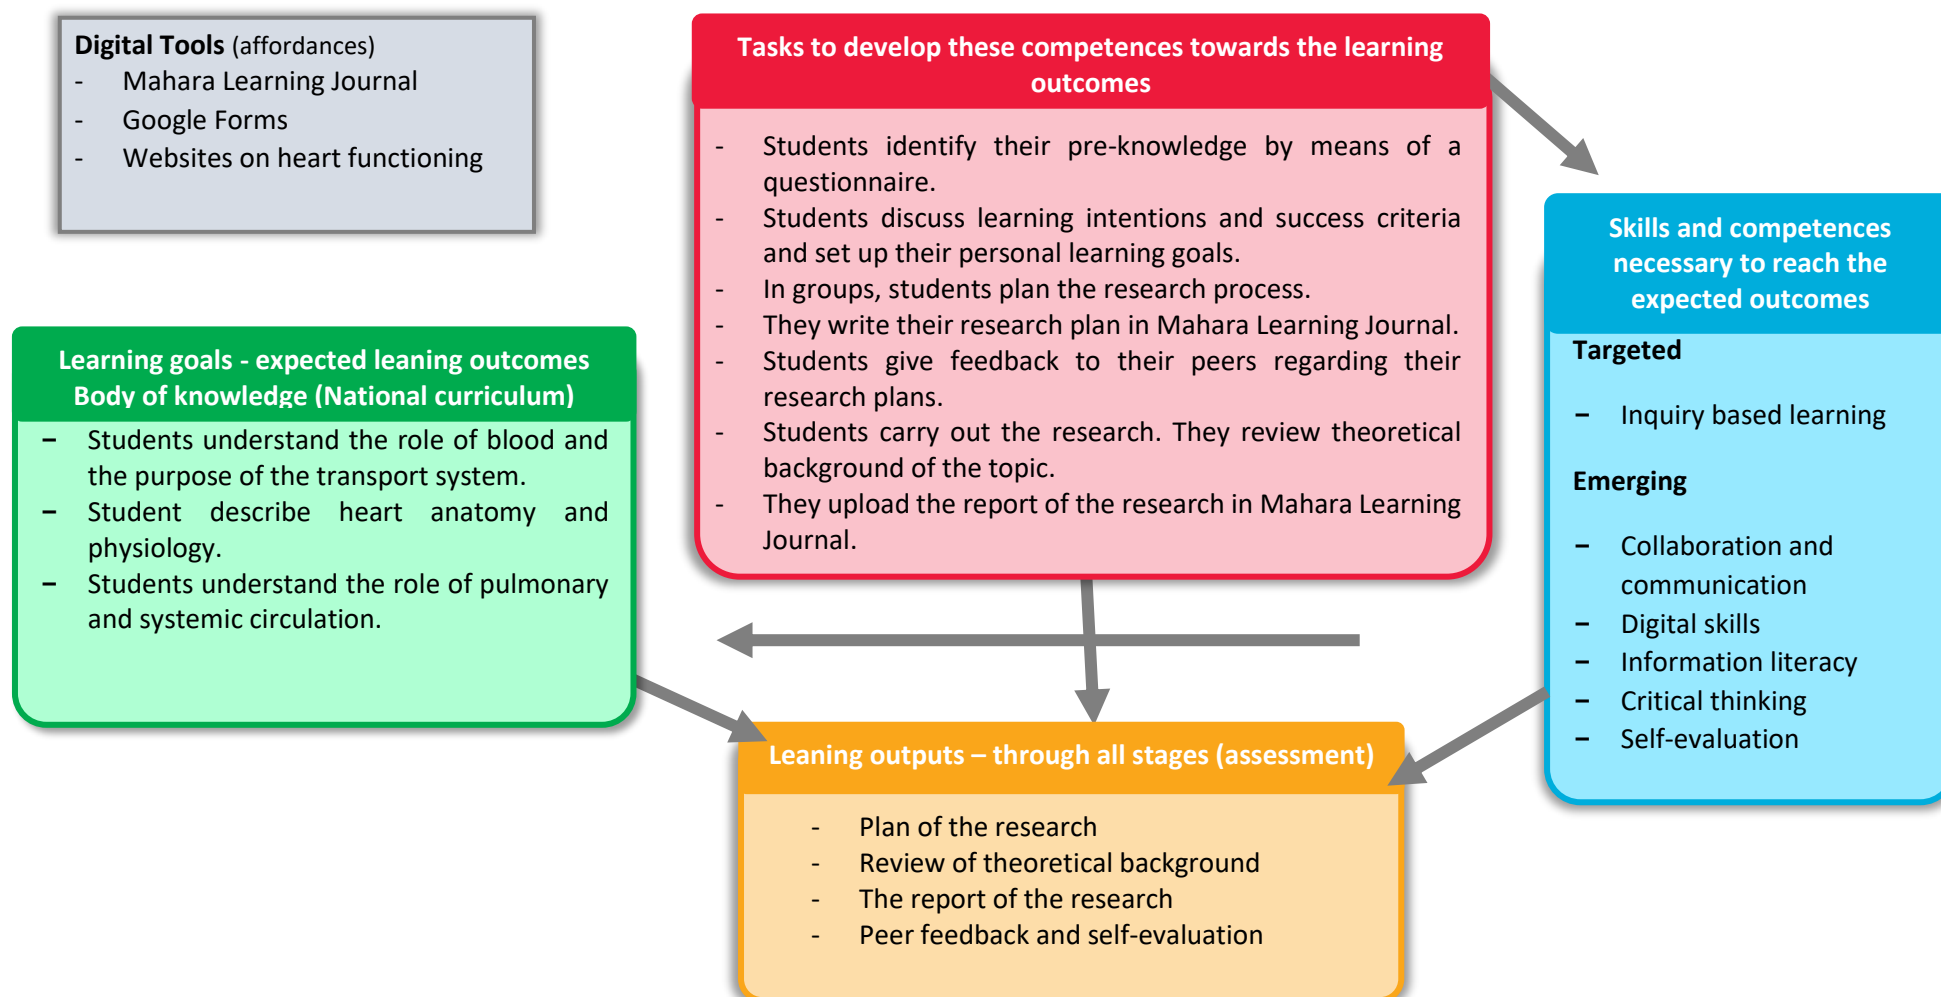 Digital Tools (affordances)
- Mahara Learning Journal
- Google Forms
- Websites on heart functioning
Tasks to develop these competences towards the learning
outcomes
- Students identify their pre-knowledge by means of a
questionnaire.
- Students discuss learning intentions and success criteria
and set up their personal learning goals.
- In groups, students plan the research process.
- They write their research plan in Mahara Learning Journal.
- Students give feedback to their peers regarding their
research plans.
- Students carry out the research. They review theoretical
background of the topic.
- They upload the report of the research in Mahara Learning
Journal.
Skills and competences
necessary to reach the
expected outcomes
Targeted
– Inquiry based learning
Emerging
– Collaboration and
communication
– Digital skills
– Information literacy
– Critical thinking
– Self-evaluation
Learning goals - expected leaning outcomes
Body of knowledge (National curriculum)
– Students understand the role of blood and
the purpose of the transport system.
– Student describe heart anatomy and
physiology.
– Students understand the role of pulmonary
and systemic circulation.
Leaning outputs – through all stages (assessment)
- Plan of the research
- Review of theoretical background
- The report of the research
- Peer feedback and self-evaluation